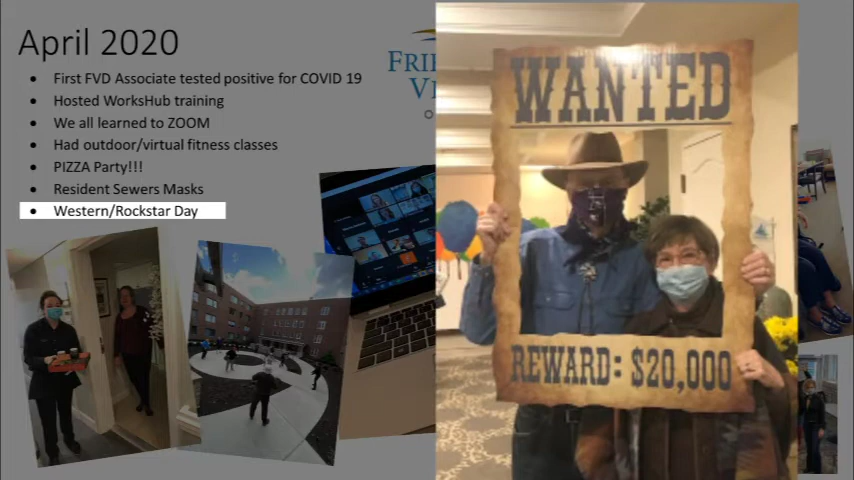 April 2020
• First FVD Associate tested positive for COVID 19
• Hosted WorksHub training
• We all learned to ZOOM
• Had outdoor/virtual fitness classes
• PIZZA Party!!!
• Resident Sewers Masks
• Western/Rockstar Day
WANTED
REWARD: $20,000